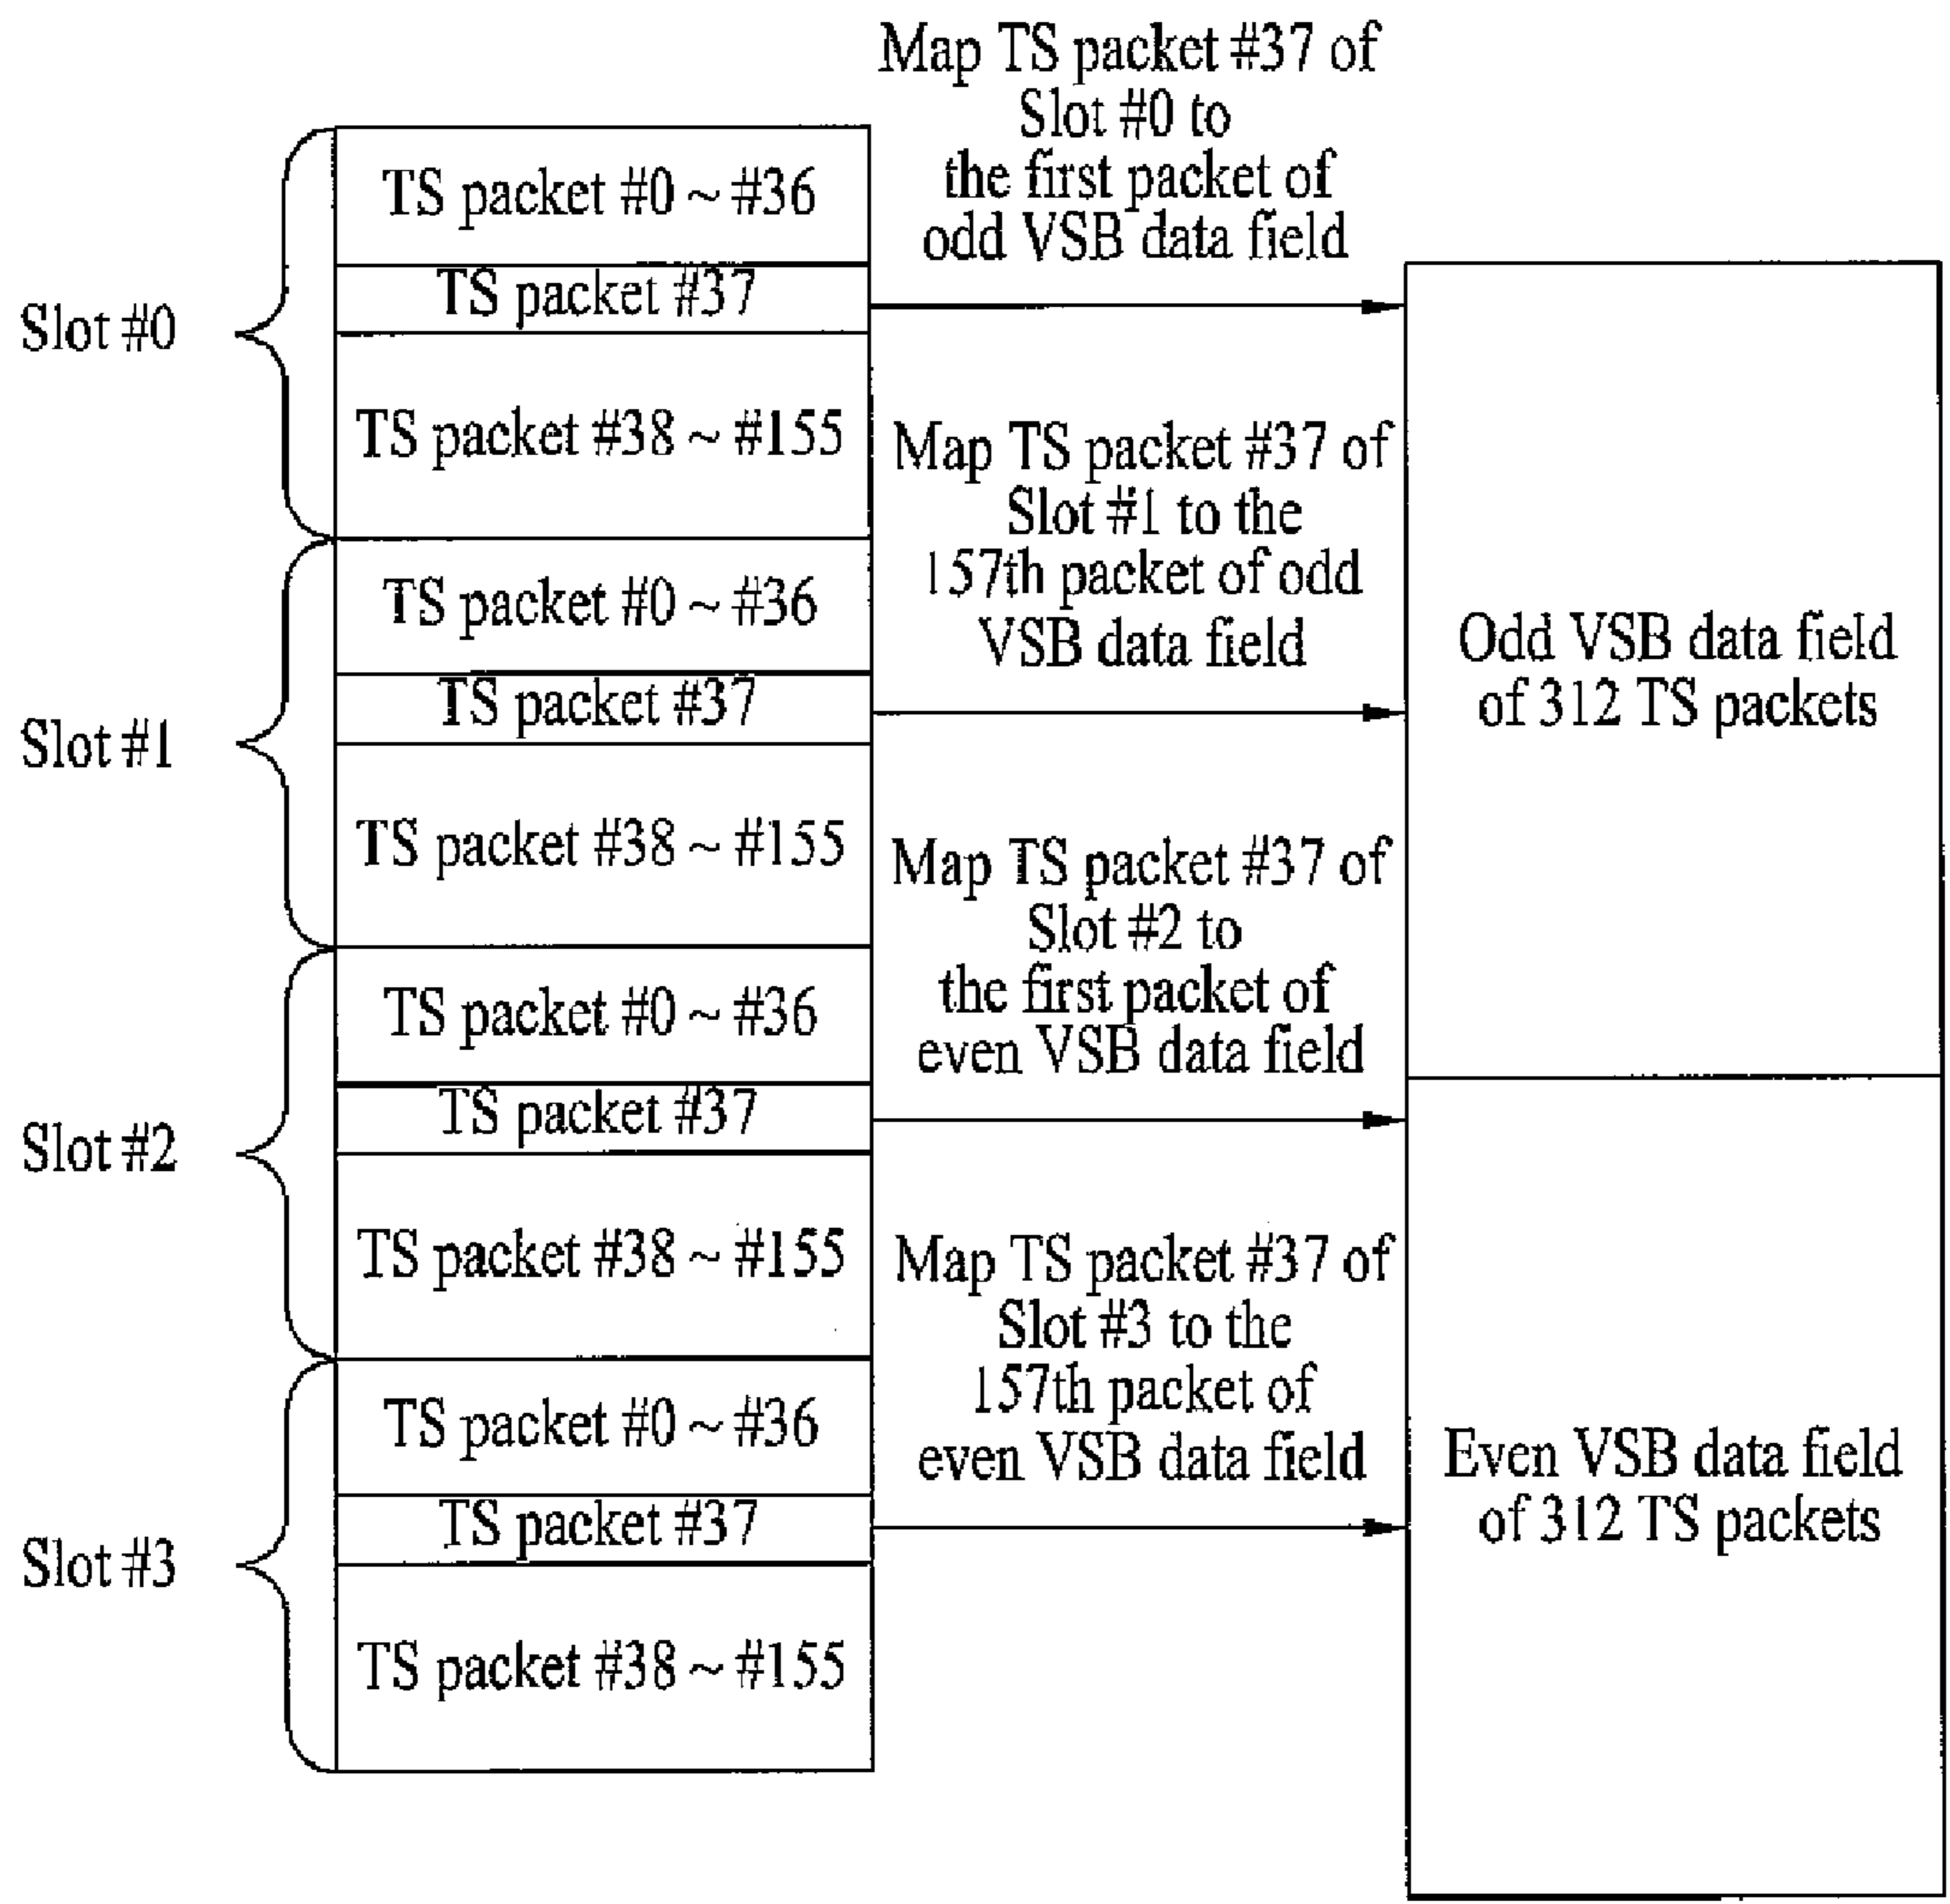 Map TS packet #37 of
Slot #0 to
the first packet of
odd VSB data field
Slot #0
TS packet #0 ~ #36
TS packet #37
TS packet #38 ~ #155
Map TS packet #37 of
Slot #1 to the
157th packet of odd
VSB data field
Slot #1
TS packet #0 ~ #36
TS packet #37
TS packet #38 ~ #155
Odd VSB data field
of 312 TS packets
Map TS packet #37 of
Slot #2 to
the first packet of
even VSB data field
Slot #2
TS packet #0 ~ #36
TS packet #37
TS packet #38 ~ #155
Map TS packet #37 of
Slot #3 to the
157th packet of
even VSB data field
Slot #3
TS packet #0 ~ #36
TS packet #37
TS packet #38 ~ #155
Even VSB data field
of 312 TS packets